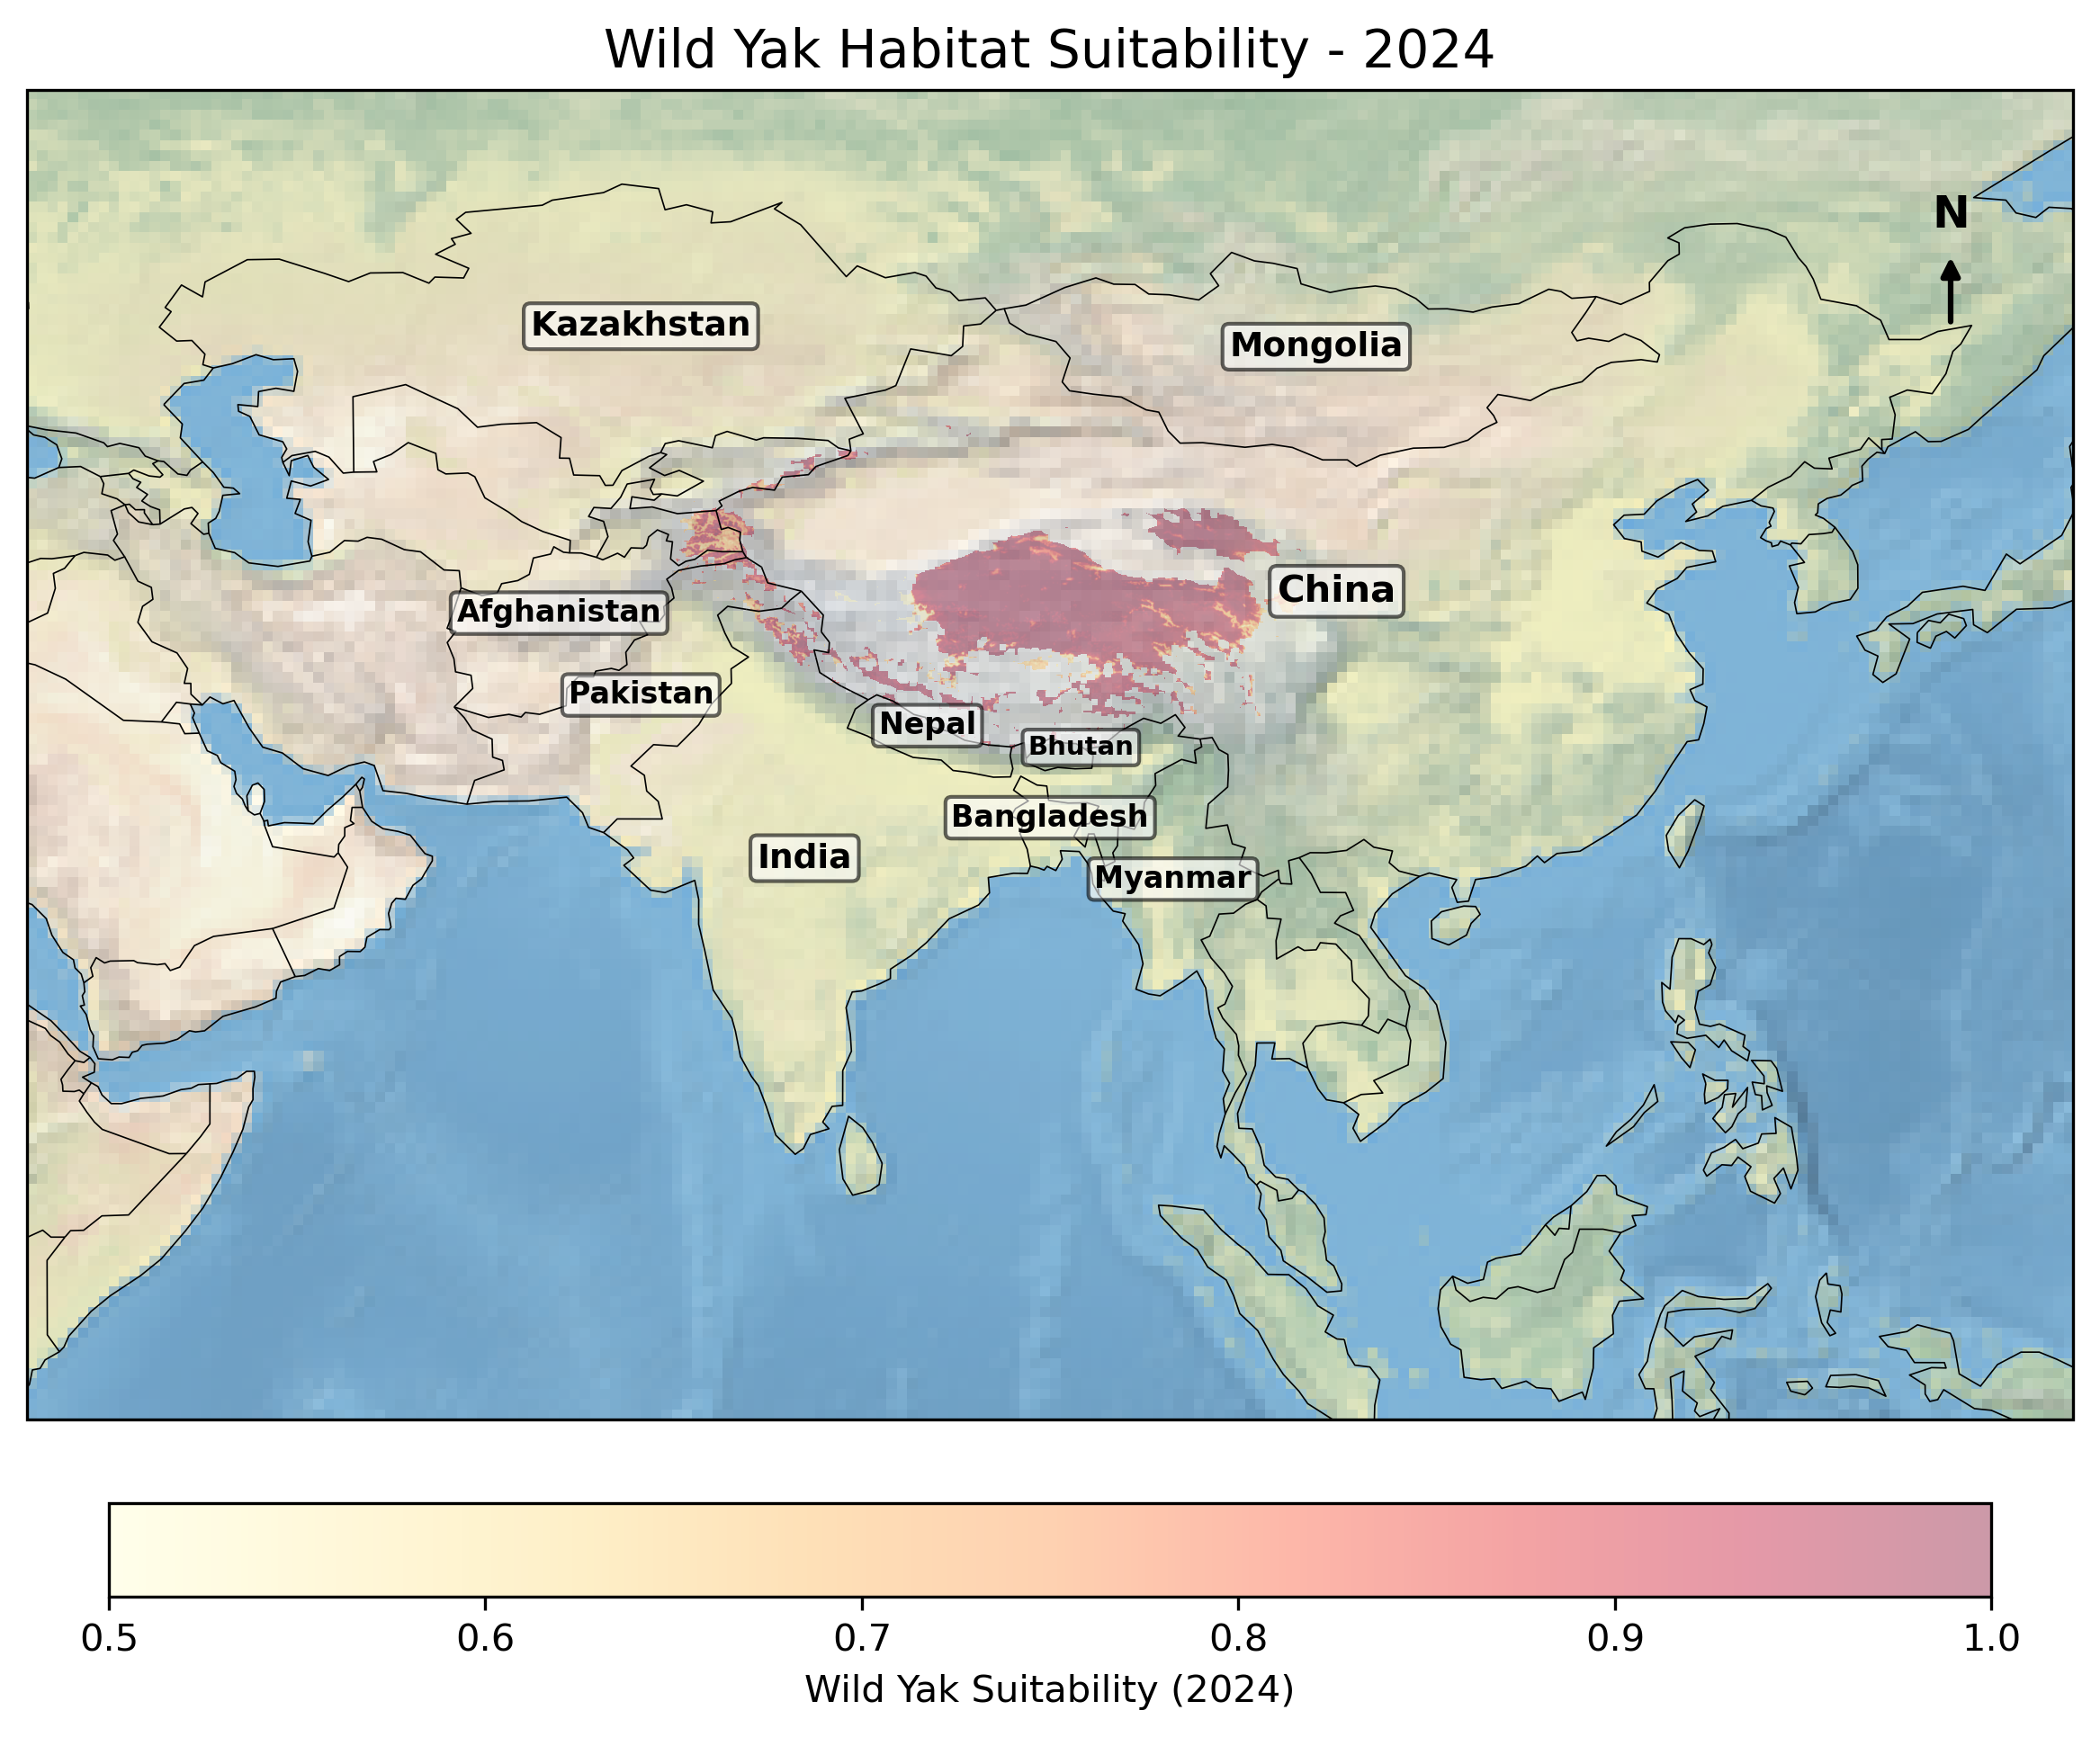 Wild Yak Habitat Suitability - 2024
N
Kazakhstan
Mongolia
China
Afghanistan
Pakistan
Nepal
Bhutan
Bangladesh
India
Myanmar
0.5 0.6 0.7 0.8 0.9 1.0
Wild Yak Suitability (2024)